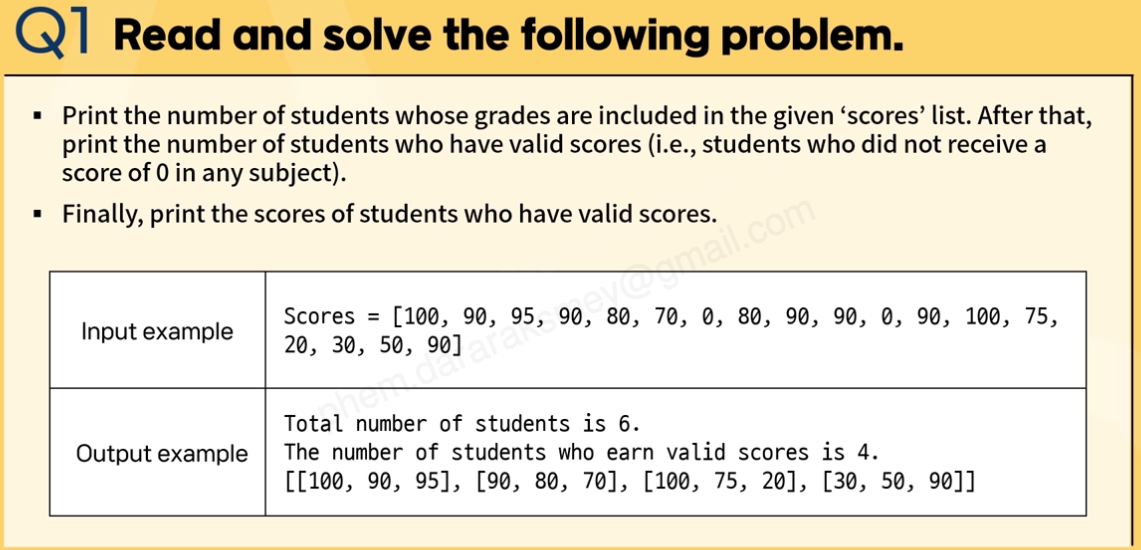 Q1 Read and solve the following problem.
▪ Print the number of students whose grades are included in the given ‘scores’ list. After that,
print the number of students who have valid scores (i.e., students who did not receive a
score of 0 in any subject).
▪ Finally, print the scores of students who have valid scores.
Input example
Scores = [100, 90, 95, 90, 80, 70, 0, 80, 90, 90, 0, 90, 100, 75,
20, 30, 50, 90]
Output example
Total number of students is 6.
The number of students who earn valid scores is 4.
[[100, 90, 95], [90, 80, 70], [100, 75, 20], [30, 50, 90]]
phem.dararaksmey@gmail.com